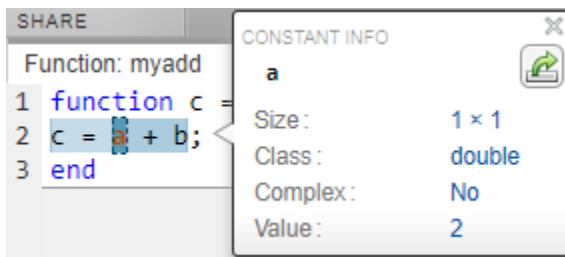 SHARE
Function: myadd
1 function c =
2 c = a + b;
3 end
CONSTANT INFO
a
Size: 1 × 1
Class: double
Complex: No
Value: 2